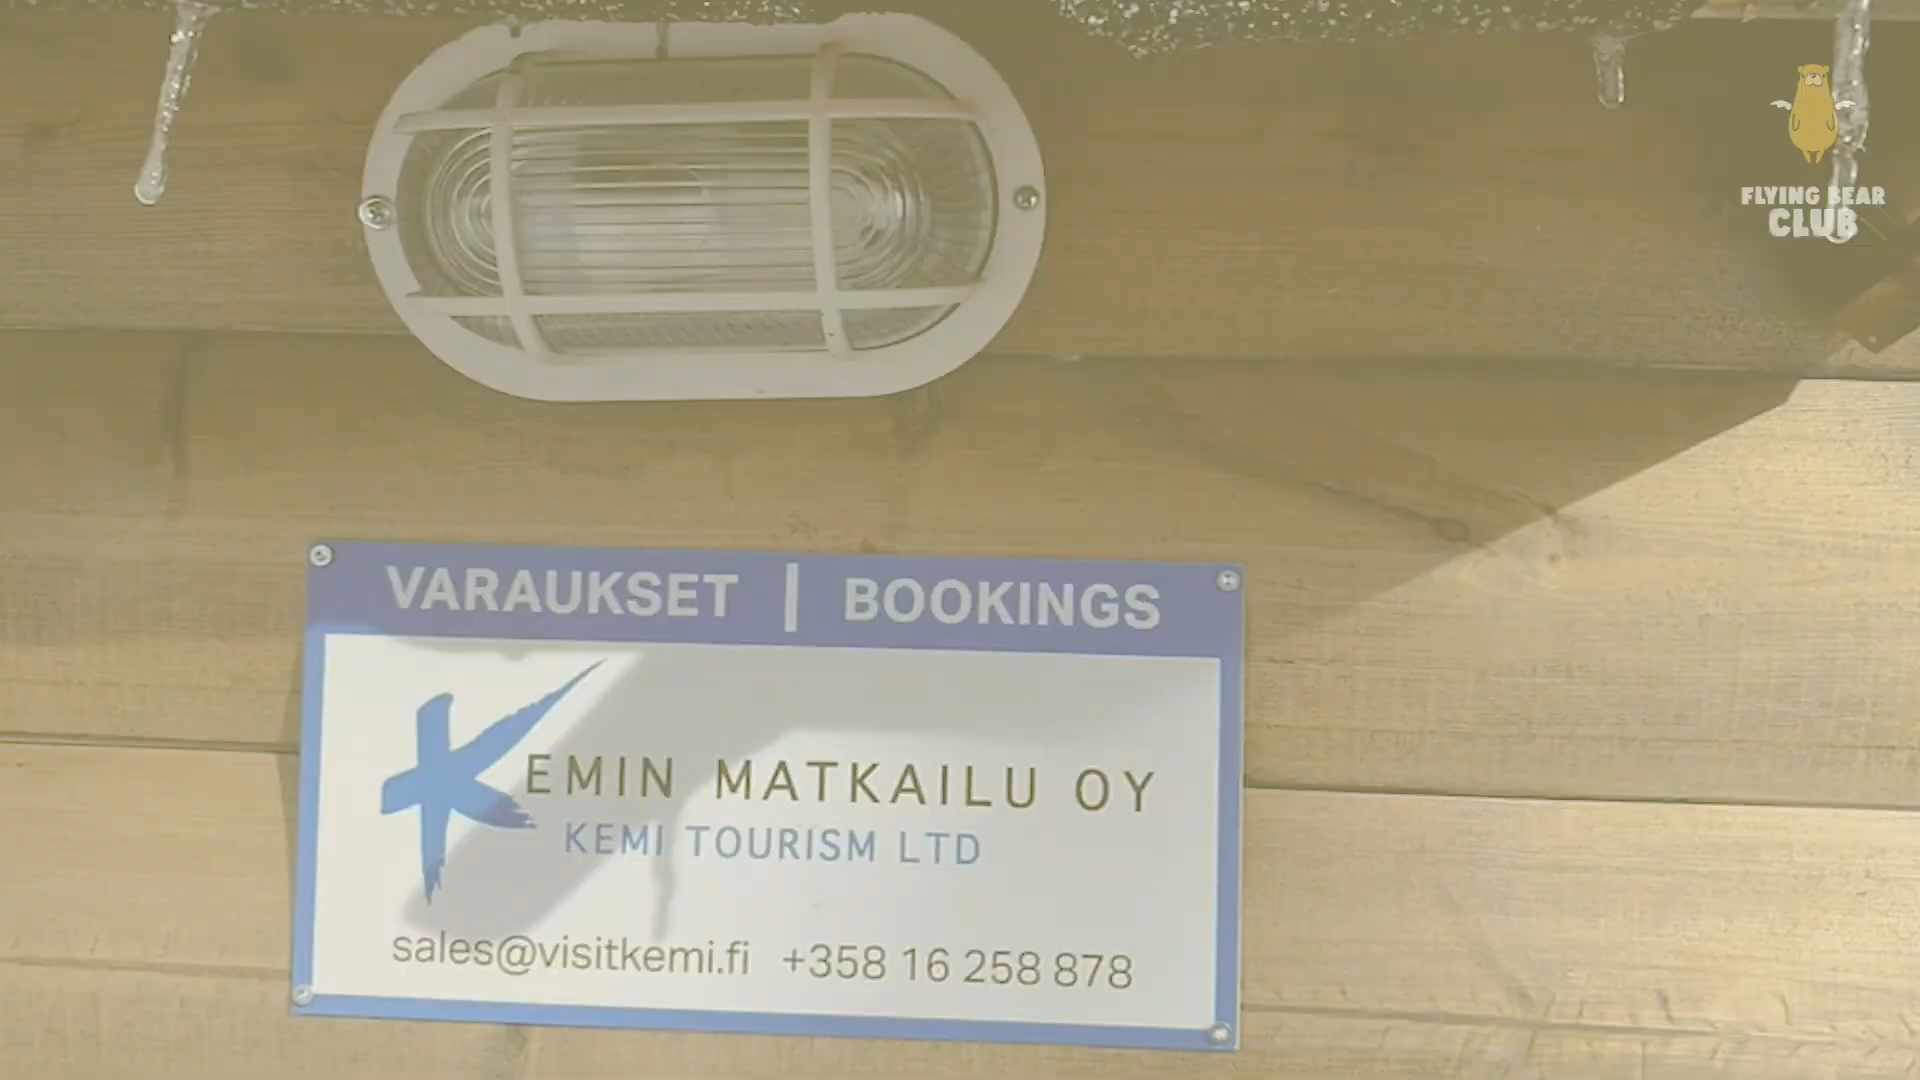 FLYING BEAR
CLUB
VARAUKSET | BOOKINGS
KEMIN MATKAILU OY
KEMI TOURISM LTD
sales@visitkemi.fi +358 16 258 878